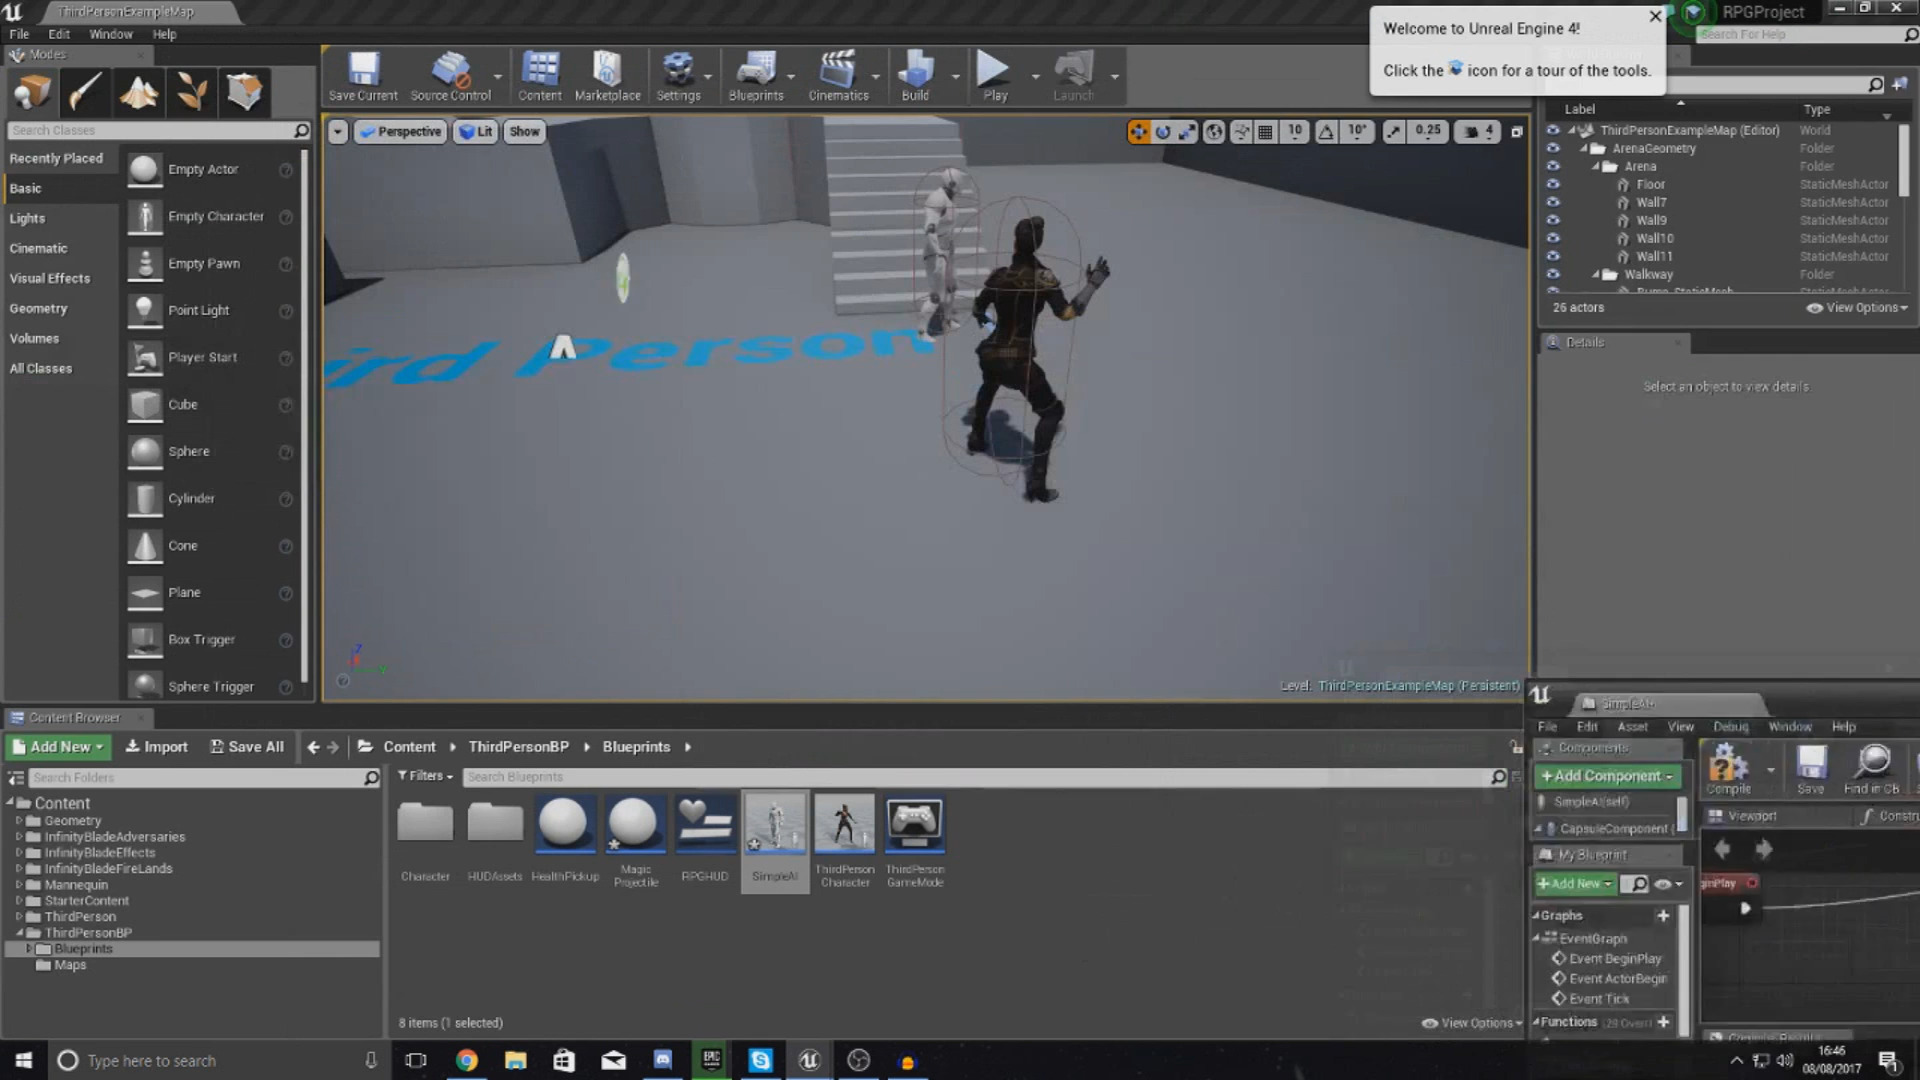 ThirdPersonExampleMap
RPGProject
File Edit Window Help
Search For Help
Welcome to Unreal Engine 4!
Click the icon for a tour of the tools.
Modes
Save Current Source Control Content Marketplace Settings Blueprints Cinematics Build Play Launch
Search Classes
Recently Placed
Basic
Lights
Cinematic
Visual Effects
Geometry
Volumes
All Classes
Empty Actor
Empty Character
Empty Pawn
Point Light
Player Start
Cube
Sphere
Cylinder
Cone
Plane
Box Trigger
Sphere Trigger
Perspective Lit Show
10 10° 0.25 4
ird Person
Level: ThirdPersonExampleMap (Persistent)
Label Type
ThirdPersonExampleMap (Editor) World
ArenaGeometry Folder
Arena Folder
Floor StaticMeshActor
Wall7 StaticMeshActor
Wall9 StaticMeshActor
Wall10 StaticMeshActor
Wall11 StaticMeshActor
Walkway Folder
26 actors View Options
Details
Select an object to view details.
Content Browser
Add New Import Save All Content ThirdPersonBP Blueprints
Search Folders
Filters Search Blueprints
Content
Geometry
InfinityBladeAdversaries
InfinityBladeEffects
InfinityBladeFireLands
Mannequin
StarterContent
ThirdPerson
ThirdPersonBP
Blueprints
Maps
Character
HUDAssets
HealthPickup
Magic Projectile
RPGHUD
SimpleAI
ThirdPerson Character
ThirdPerson GameMode
8 items (1 selected) View Options
SimpleAI
File Edit Asset View Debug Window Help
Components
+Add Component
SimpleAI(self)
CapsuleComponent (
Compile Save Find in CB
Viewport Constru
My Blueprint
+Add New
ginPlay
Graphs
EventGraph
Event BeginPlay
Event ActorBegin
Event Tick
Functions
Type here to search
EPIC GAMES
16:46
08/08/2017